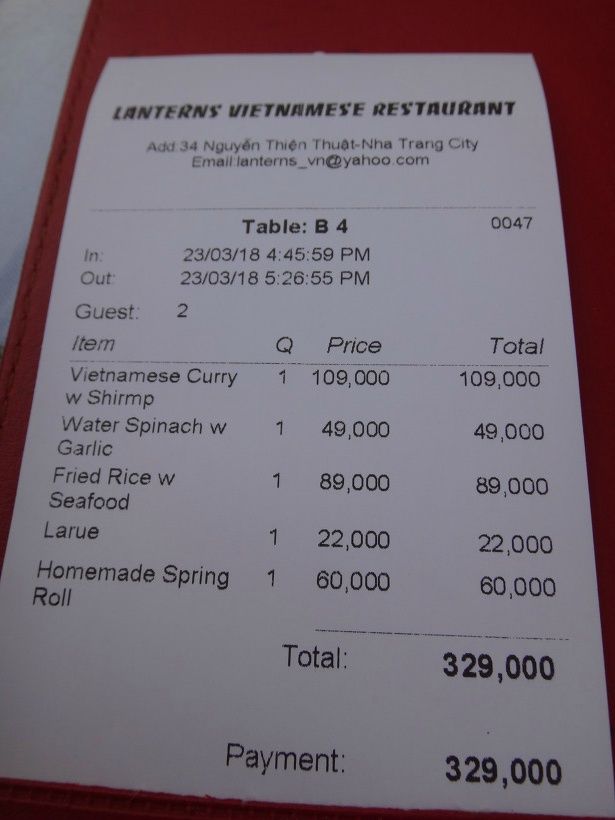 LANTERNS VIETNAMESE RESTAURANT
Add:34 Nguyễn Thiện Thuật-Nha Trang City
Email:lanterns_vn@yahoo.com
Table: B 4 0047
In: 23/03/18 4:45:59 PM
Out: 23/03/18 5:26:55 PM
Guest: 2
Item Q Price Total
Vietnamese Curry 1 109,000 109,000
w Shirmp
Water Spinach w 1 49,000 49,000
Garlic
Fried Rice w 1 89,000 89,000
Seafood
Larue 1 22,000 22,000
Homemade Spring 1 60,000 60,000
Roll
Total: 329,000
Payment: 329,000